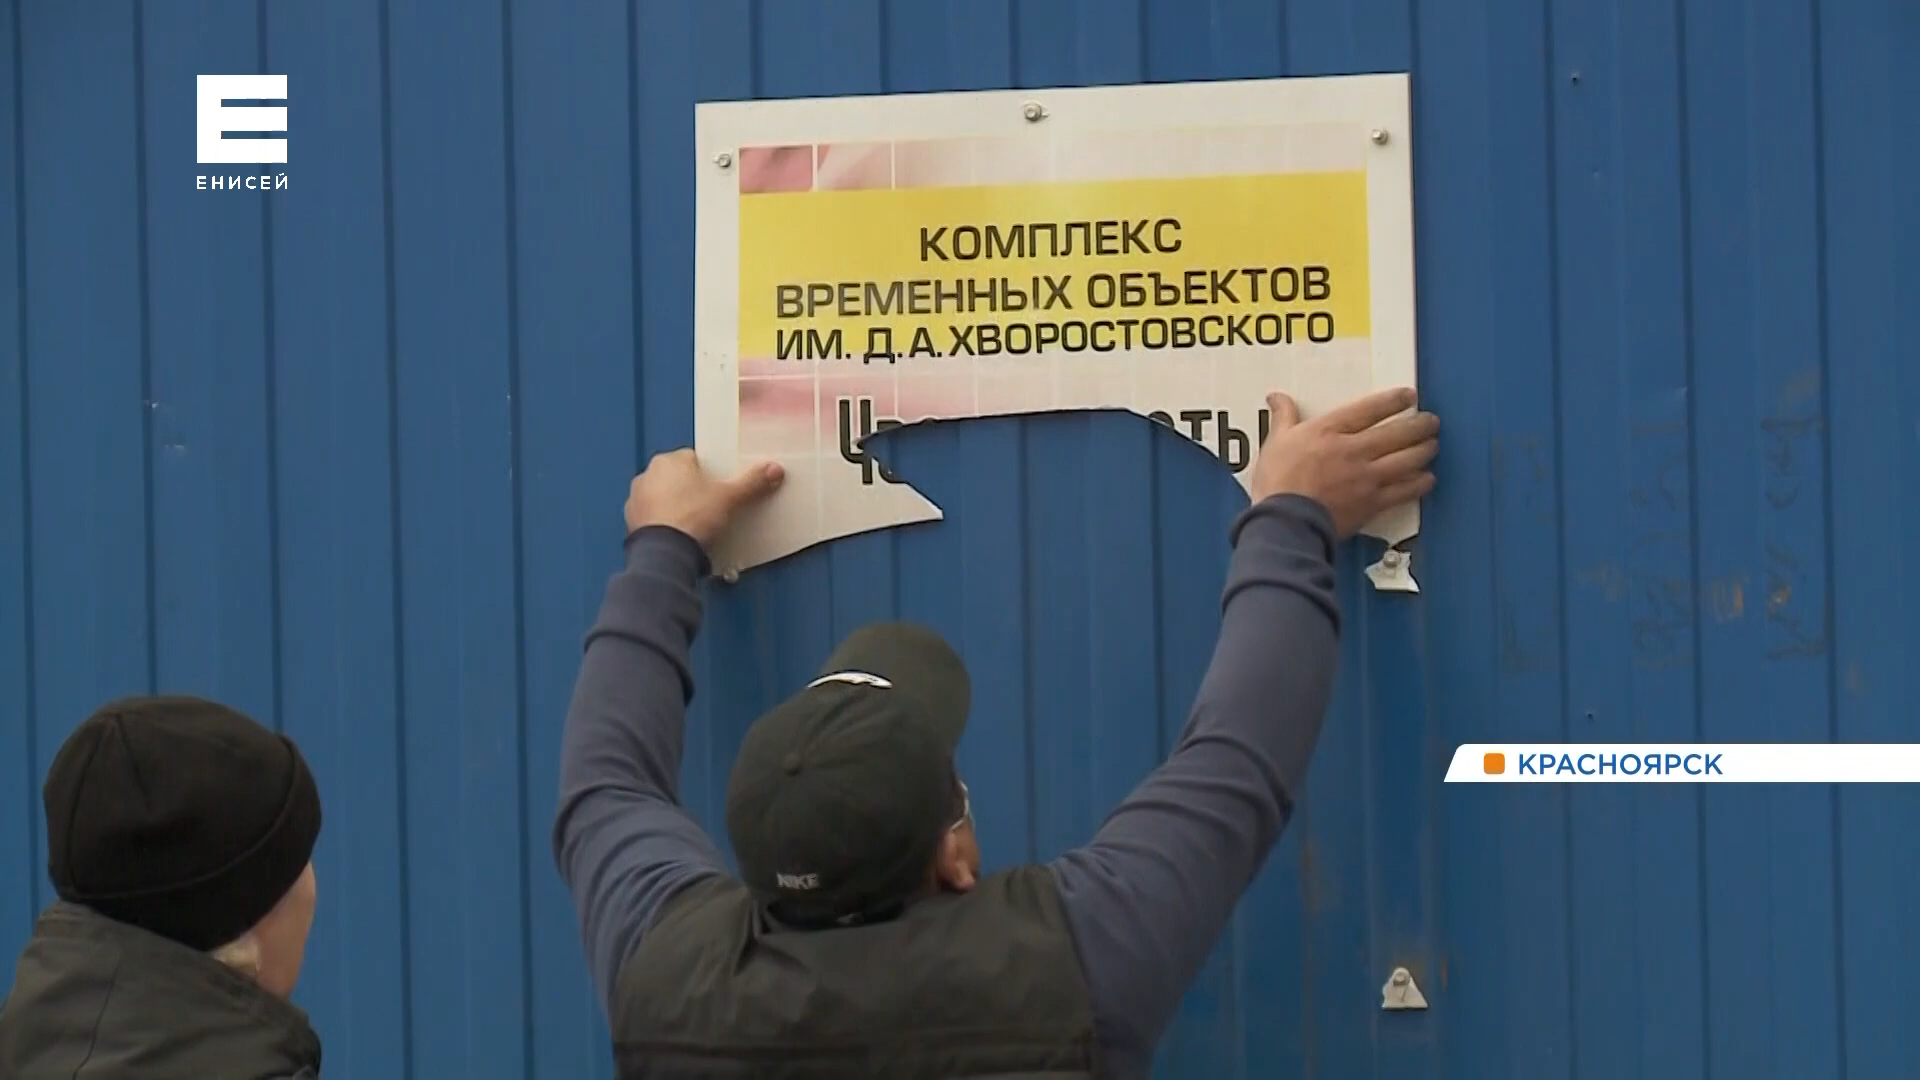 ЕНИСЕЙ
КОМПЛЕКС
ВРЕМЕННЫХ ОБЪЕКТОВ
ИМ. Д.А. ХВОРОСТОВСКОГО
КРАСНОЯРСК
NIKE